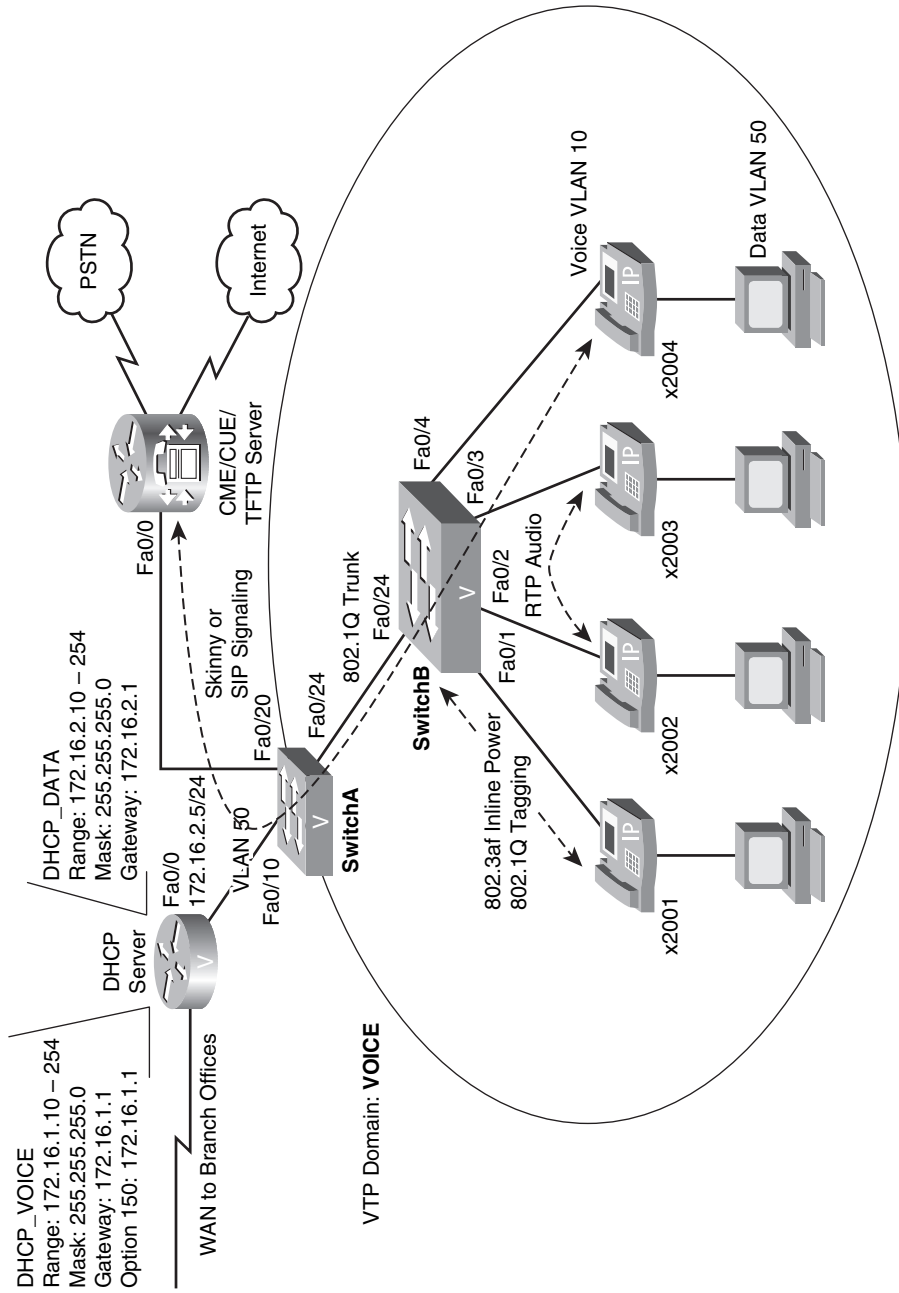 DHCP_VOICE
Range: 172.16.1.10 – 254
Mask: 255.255.255.0
Gateway: 172.16.1.1
Option 150: 172.16.1.1
WAN to Branch Offices
DHCP
Server
V
DHCP_DATA
Range: 172.16.2.10 – 254
Mask: 255.255.255.0
Gateway: 172.16.2.1
Fa0/0
172.16.2.5/24
VLAN 50
Fa0/10
Fa0/20
Fa0/24
V
SwitchA
Skinny or
SIP Signaling
Fa0/0
CME/CUE/
TFTP Server
PSTN
Internet
802.1Q Trunk
Fa0/24
SwitchB
V
Fa0/1
Fa0/2
Fa0/3
Fa0/4
VTP Domain: VOICE
802.3af Inline Power
802.1Q Tagging
RTP Audio
Voice VLAN 10
IP
IP
IP
IP
x2001
x2002
x2003
x2004
Data VLAN 50